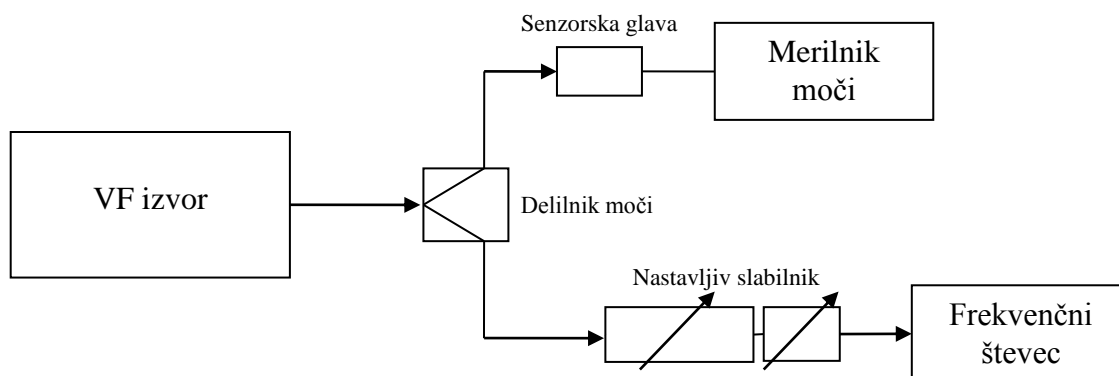 Senzorska glava
Merilnik
moči
VF izvor
Delilnik moči
Nastavljiv slabilnik
Frekvenčni
števec